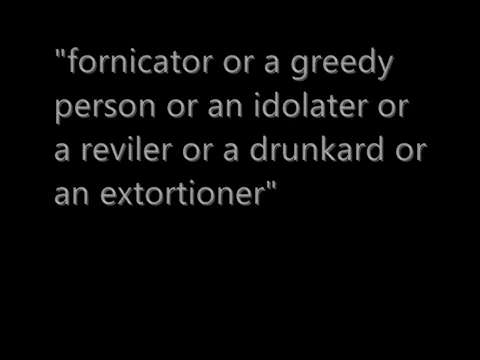 "fornicator or a greedy
person or an idolater or
a reviler or a drunkard or
an extortioner"